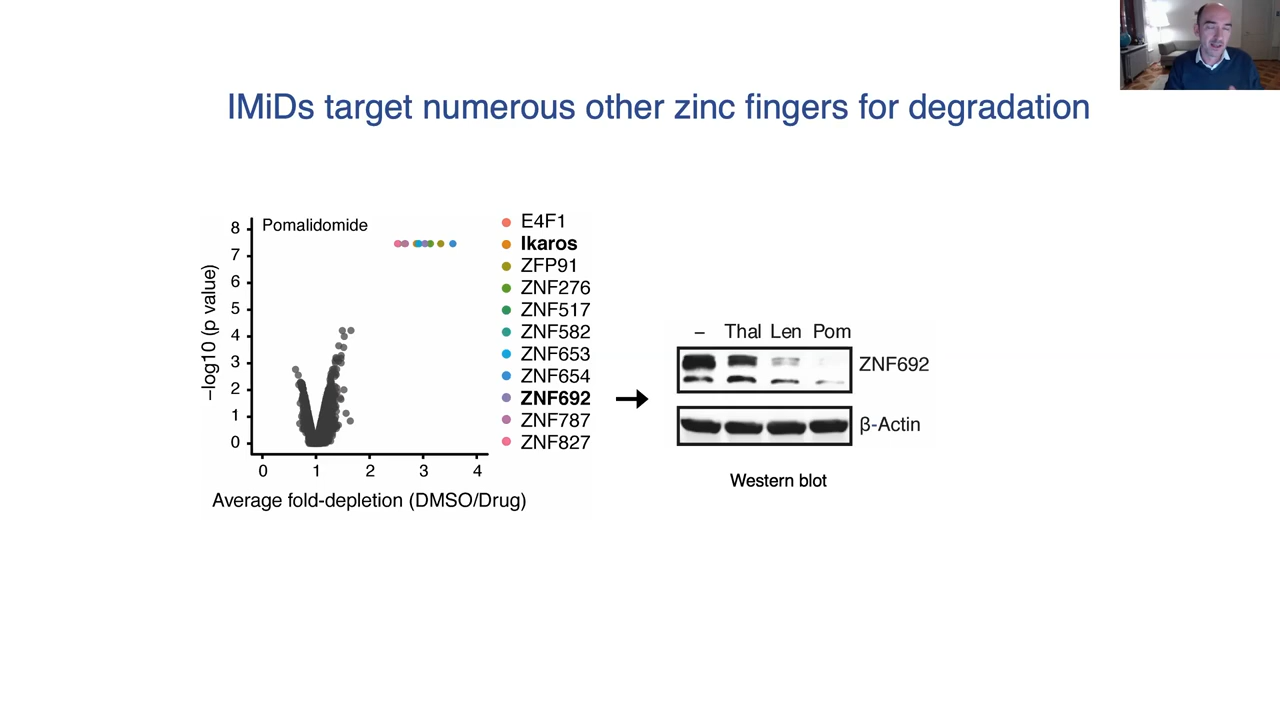 IMiDs target numerous other zinc fingers for degradation
Pomalidomide
8
7
6
5
4
3
2
1
0
−log10 (p value)
0 1 2 3 4
Average fold-depletion (DMSO/Drug)
E4F1
Ikaros
ZFP91
ZNF276
ZNF517
ZNF582
ZNF653
ZNF654
ZNF692
ZNF787
ZNF827
– Thal Len Pom
ZNF692
β-Actin
Western blot